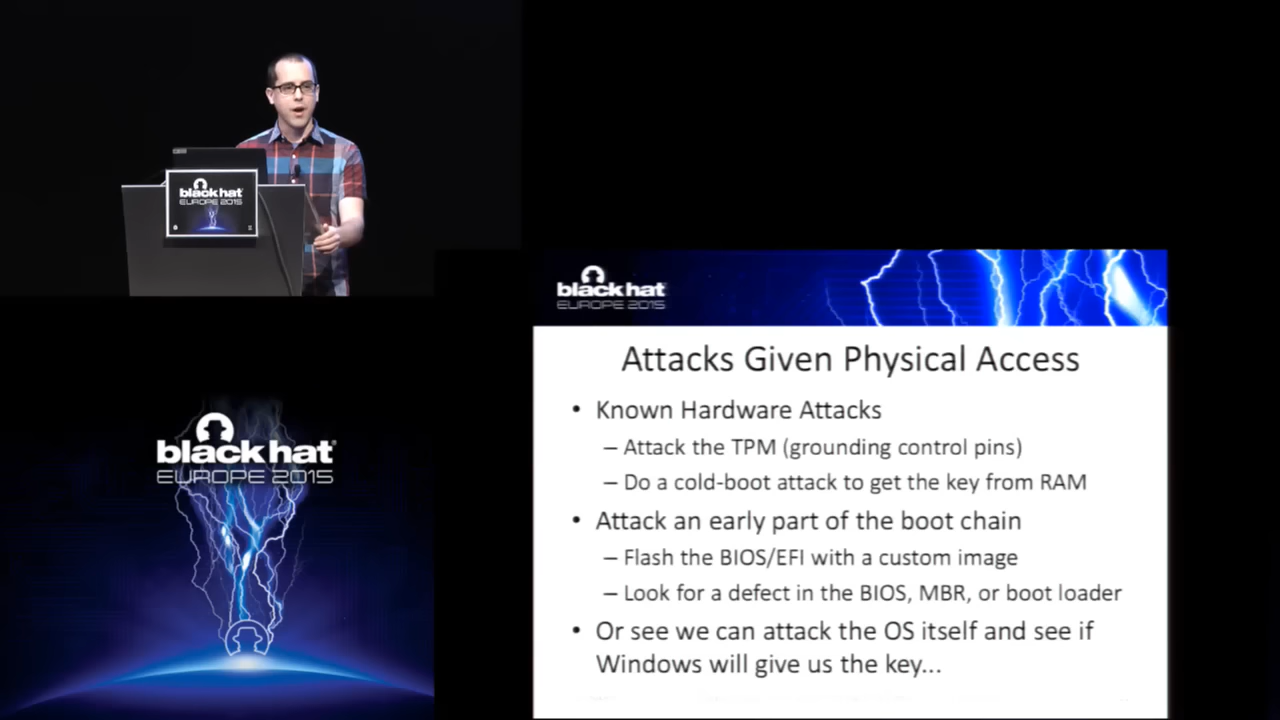 black hat
EUROPE 2015
black hat
EUROPE 2015
Attacks Given Physical Access
• Known Hardware Attacks
– Attack the TPM (grounding control pins)
– Do a cold-boot attack to get the key from RAM
• Attack an early part of the boot chain
– Flash the BIOS/EFI with a custom image
– Look for a defect in the BIOS, MBR, or boot loader
• Or see we can attack the OS itself and see if
Windows will give us the key...
black hat
EUROPE 2015